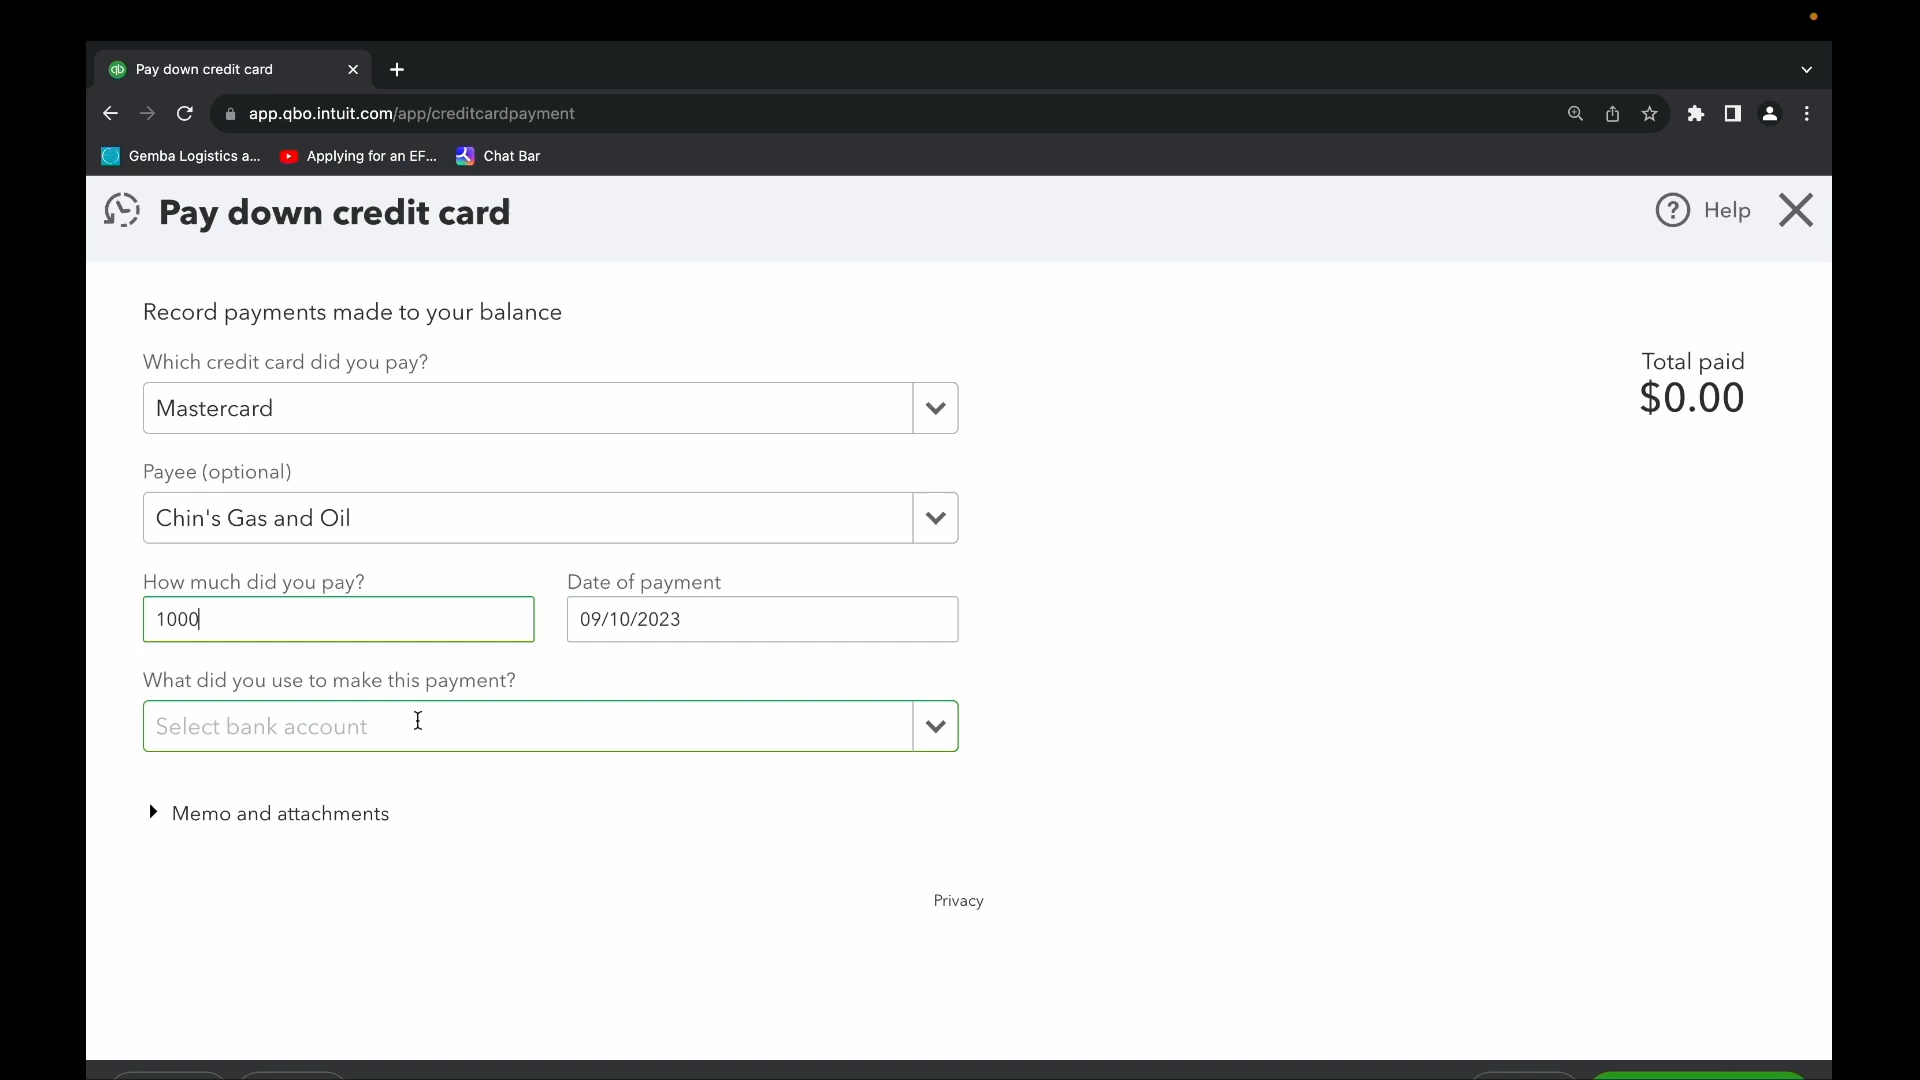 Pay down credit card
app.qbo.intuit.com/app/creditcardpayment
Gemba Logistics a... Applying for an EF... Chat Bar
Pay down credit card
? Help
Record payments made to your balance
Which credit card did you pay?
Mastercard
Total paid
$0.00
Payee (optional)
Chin's Gas and Oil
How much did you pay? Date of payment
1000 09/10/2023
What did you use to make this payment?
Select bank account
Memo and attachments
Privacy